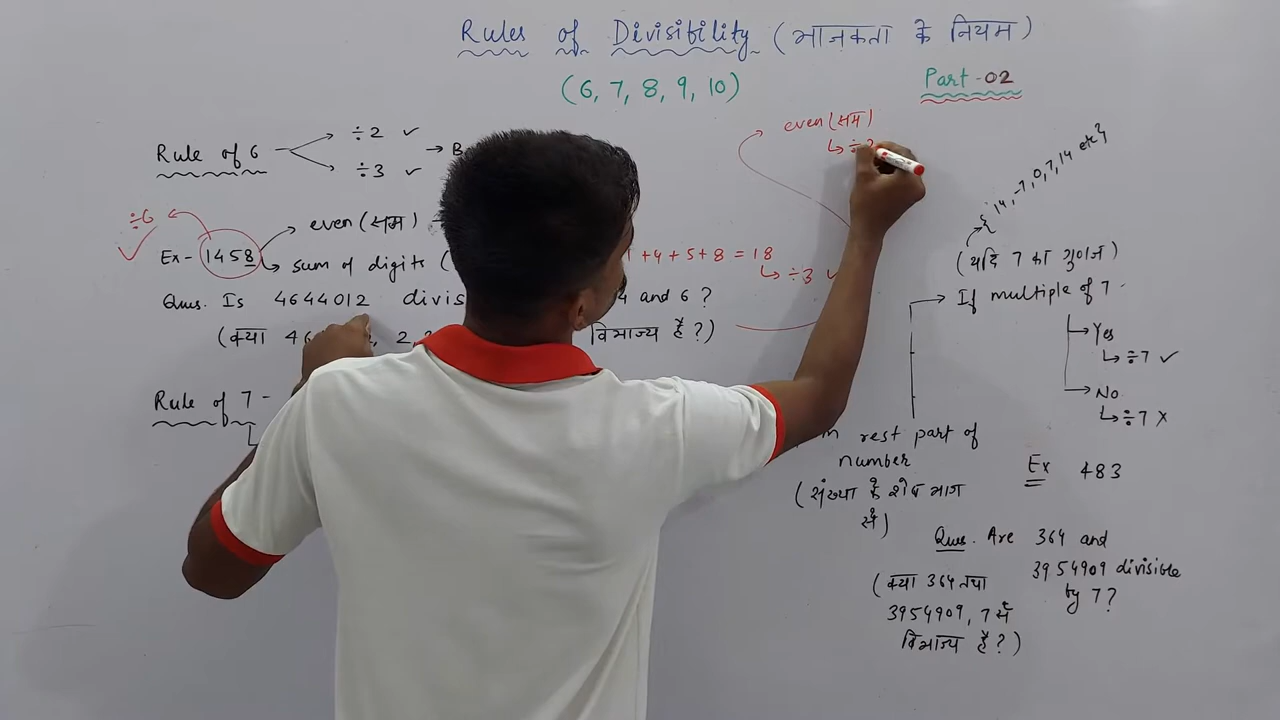 Rules of Divisibility (भाजकता के नियम)
(6, 7, 8, 9, 10)
Part-02
Rule of 6
÷2 ✓
÷3 ✓
→ B
÷6 ✓
Ex- 1458
even (सम)
sum of digits (
1+4+5+8 = 18
÷3 ✓
Ques. Is 4644012 divis 4 and 6 ?
(क्या 46 , 2, विभाज्य है?)
even (सम)
Rule of 7 -
rest part of
number
(संख्या के शेष भाग
से)
{14, -7, 0, 7, 14 etc}
(यदि 7 का गुणज)
If multiple of 7 -
Yes
÷7 ✓
No
÷7 X
Ex 483
Ques. Are 364 and
3954909 divisible
by 7?
(क्या 364 तथा
3954909, 7 से
विभाज्य है?)